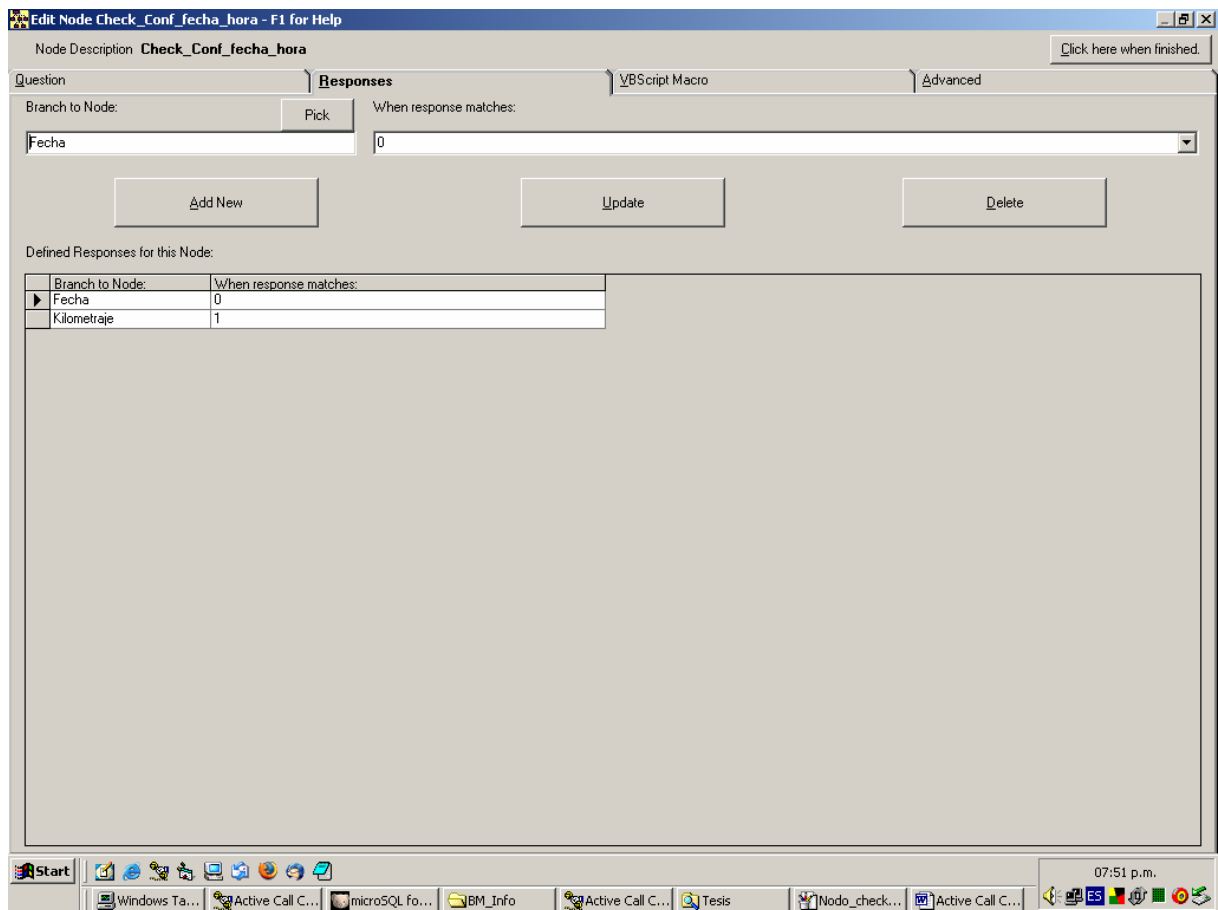 Edit Node Check_Conf_fecha_hora - F1 for Help
Node Description Check_Conf_fecha_hora
Click here when finished.
Question Responses VBScript Macro Advanced
Branch to Node: Pick When response matches:
Fecha 0
Add New Update Delete
Defined Responses for this Node:
Branch to Node: When response matches:
Fecha 0
Kilometraje 1
Start 07:51 p.m.
Windows Ta... Active Call C... microSQL fo... BM_Info Active Call C... Tesis Nodo_check... Active Call C... ES